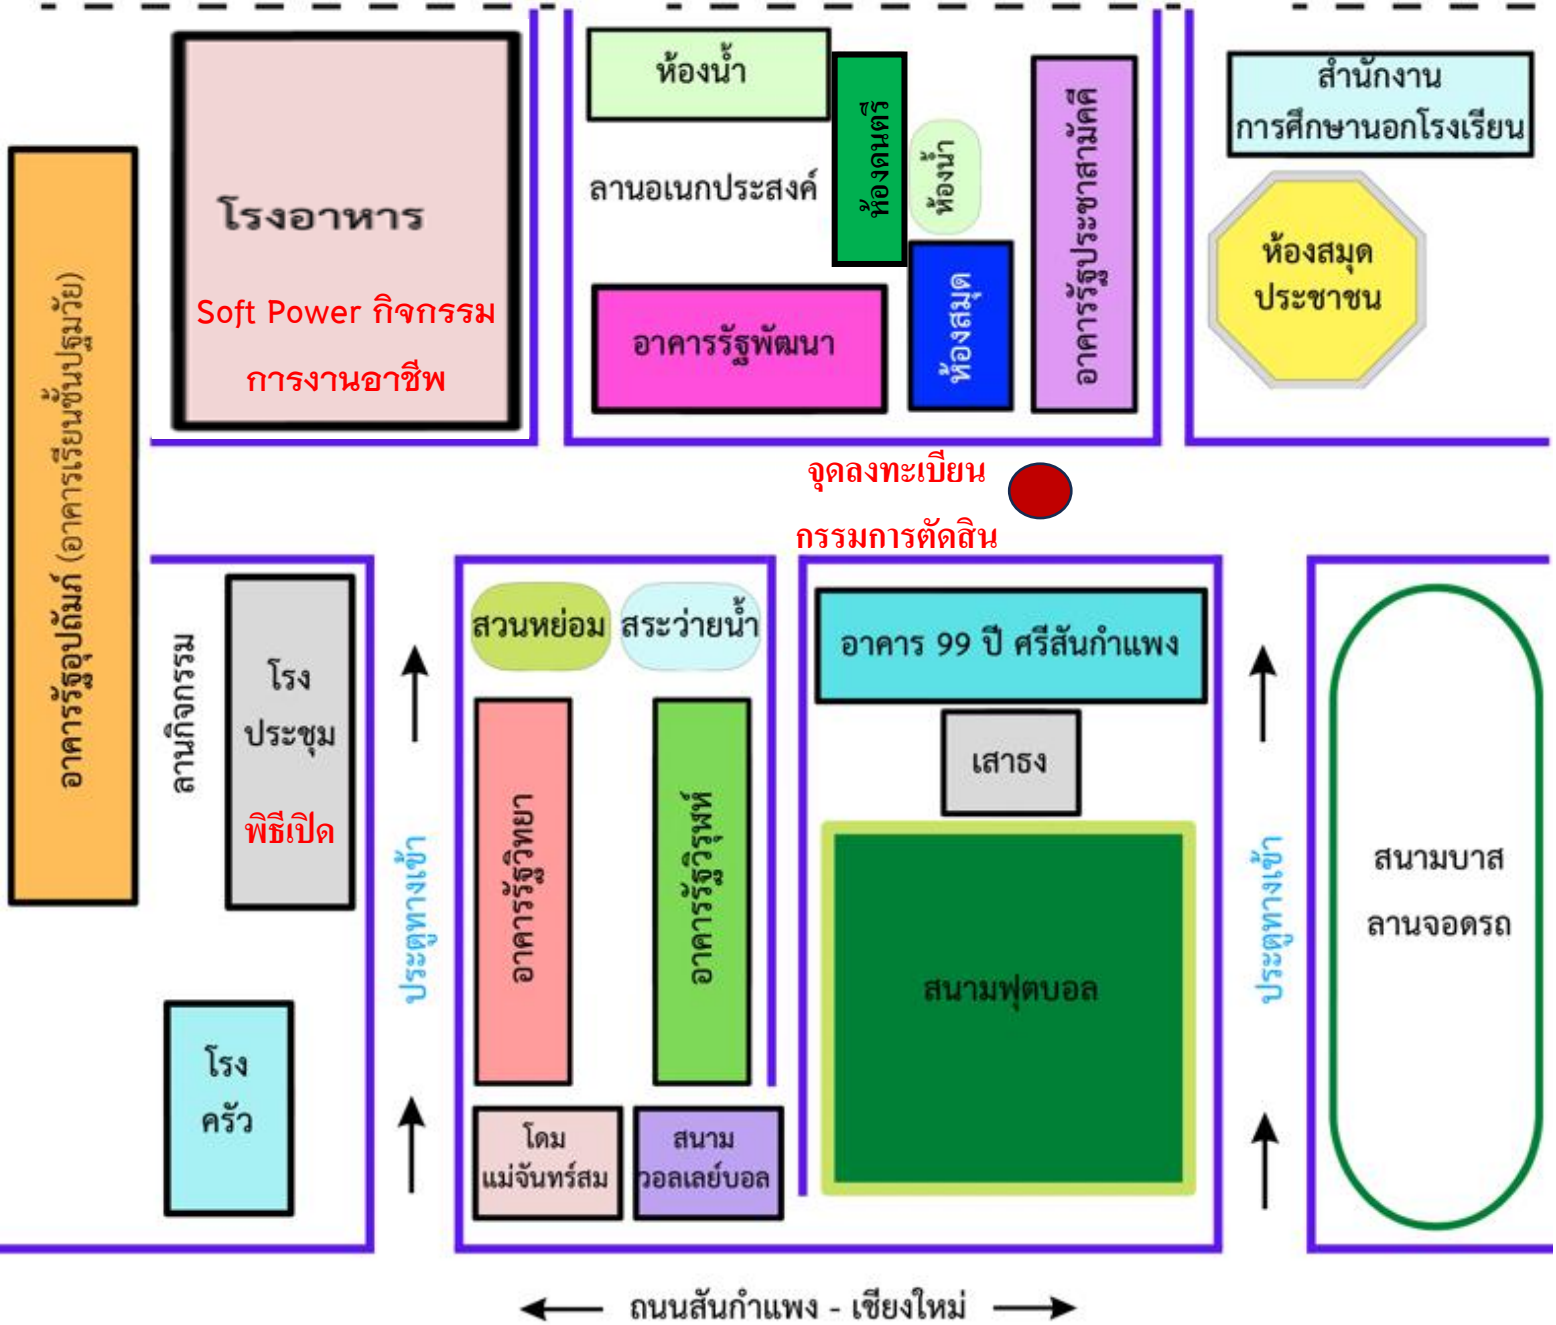 ห้องน้ำ
สำนักงาน
การศึกษานอกโรงเรียน
ห้องดนตรี
ห้องน้ำ
อาคารรัฐประชาสามัคคี
ลานอเนกประสงค์
โรงอาหาร
Soft Power กิจกรรม
การงานอาชีพ
ห้องสมุด
ประชาชน
อาคารรัฐพัฒนา
ห้องสมุด
อาคารรัฐอุปถัมภ์ (อาคารเรียนชั้นปฐมวัย)
จุดลงทะเบียน
กรรมการตัดสิน
ลานกิจกรรม
โรง
ประชุม
พิธีเปิด
สวนหย่อม
สระว่ายน้ำ
อาคาร 99 ปี ศรีสันกำแพง
เสาธง
อาคารรัฐวิทยา
อาคารรัฐวิรุฬห์
ประตูทางเข้า
ประตูทางเข้า
สนามบาส
ลานจอดรถ
สนามฟุตบอล
โรง
ครัว
โดม
แม่จันทร์สม
สนาม
วอลเลย์บอล
ถนนสันกำแพง - เชียงใหม่